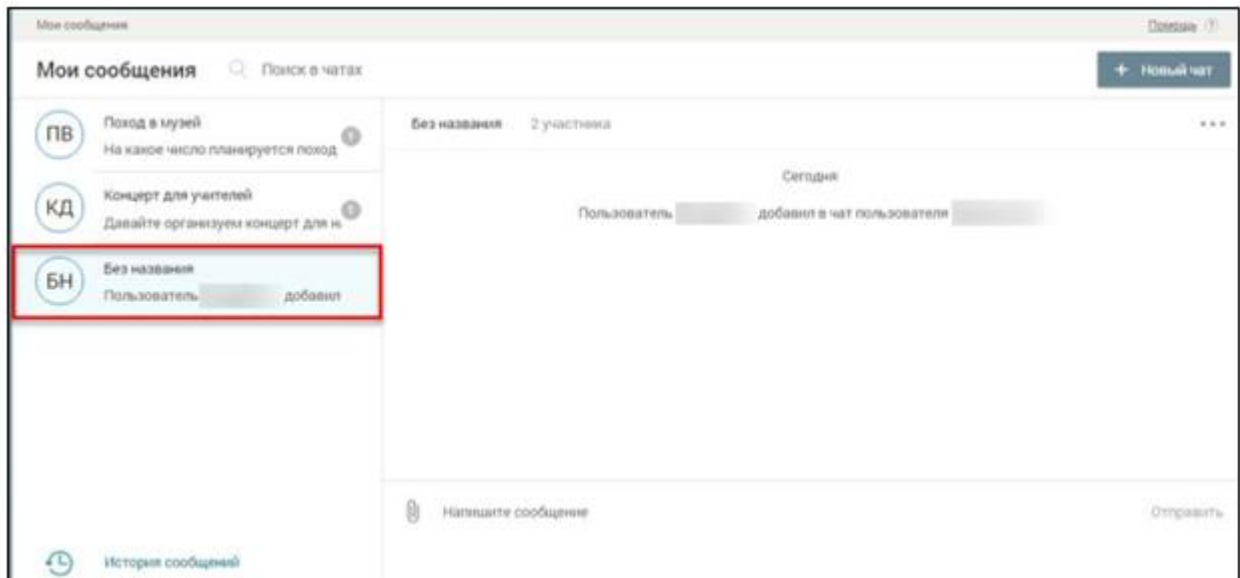 Мои сообщения
Помощь ?
Мои сообщения
Поиск в чатах
+ Новый чат
ПВ
Поход в музей
На какое число планируется поход
1
КД
Концерт для учителей
Давайте организуем концерт для н
1
БН
Без названия
Пользователь добавил
История сообщений
Без названия 2 участника
Сегодня
Пользователь добавил в чат пользователя
Напишите сообщение
Отправить